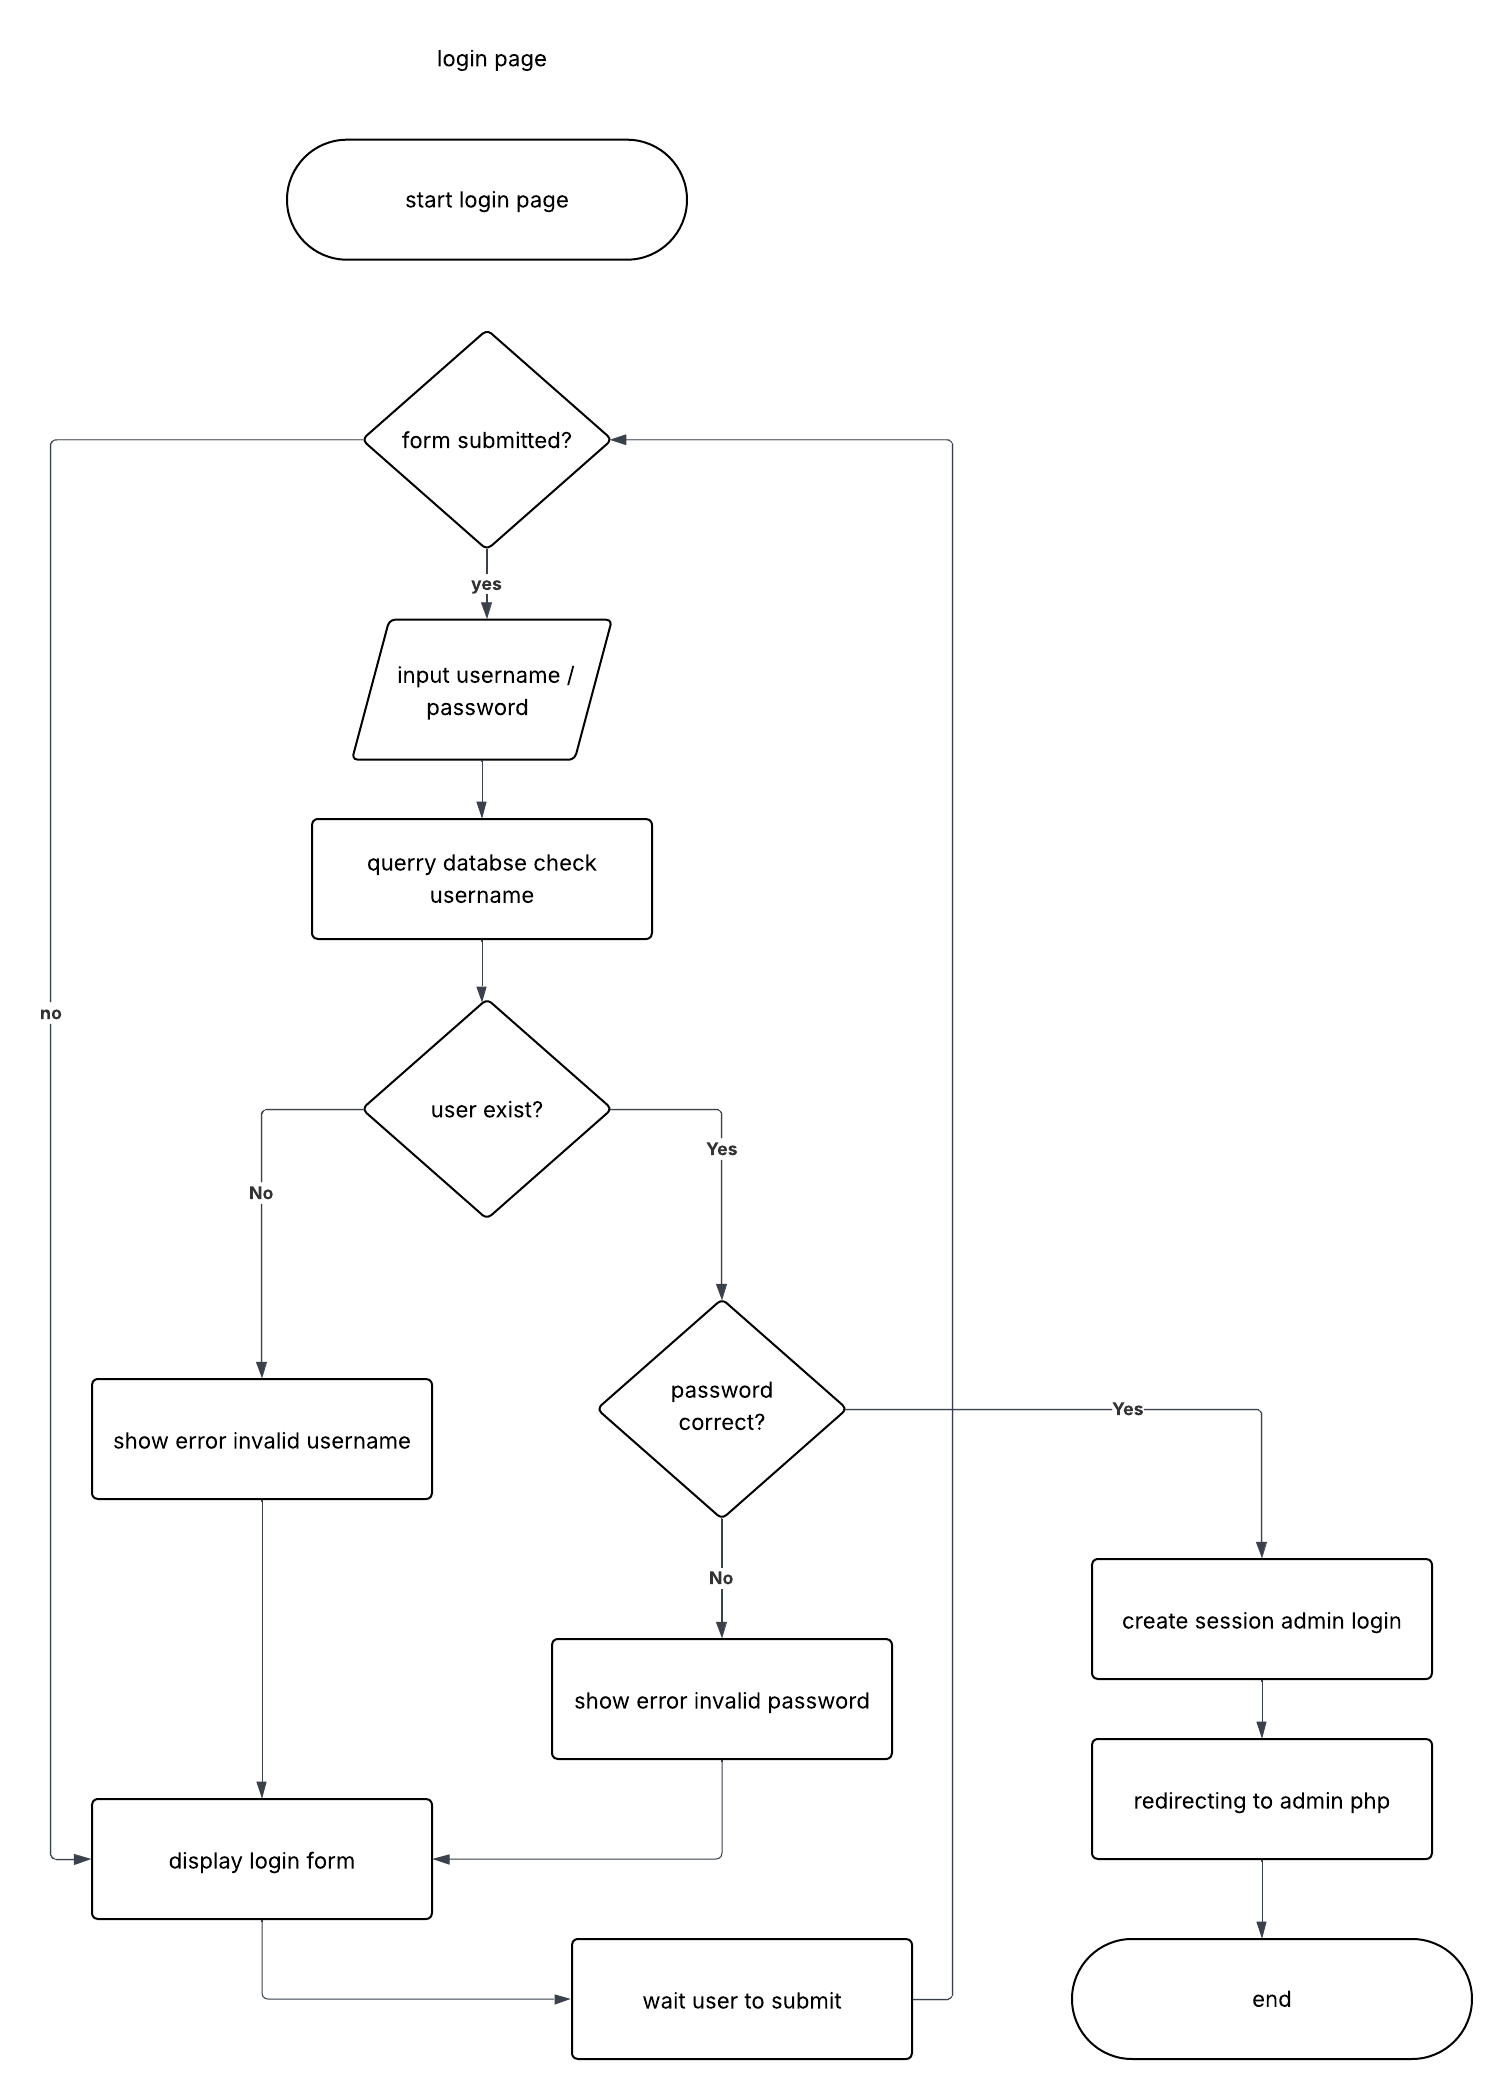 login page
start login page
form submitted?
yes
input username /
password
querry databse check
username
no
user exist?
Yes
No
password
correct?
Yes
show error invalid username
No
create session admin login
show error invalid password
redirecting to admin php
display login form
wait user to submit
end